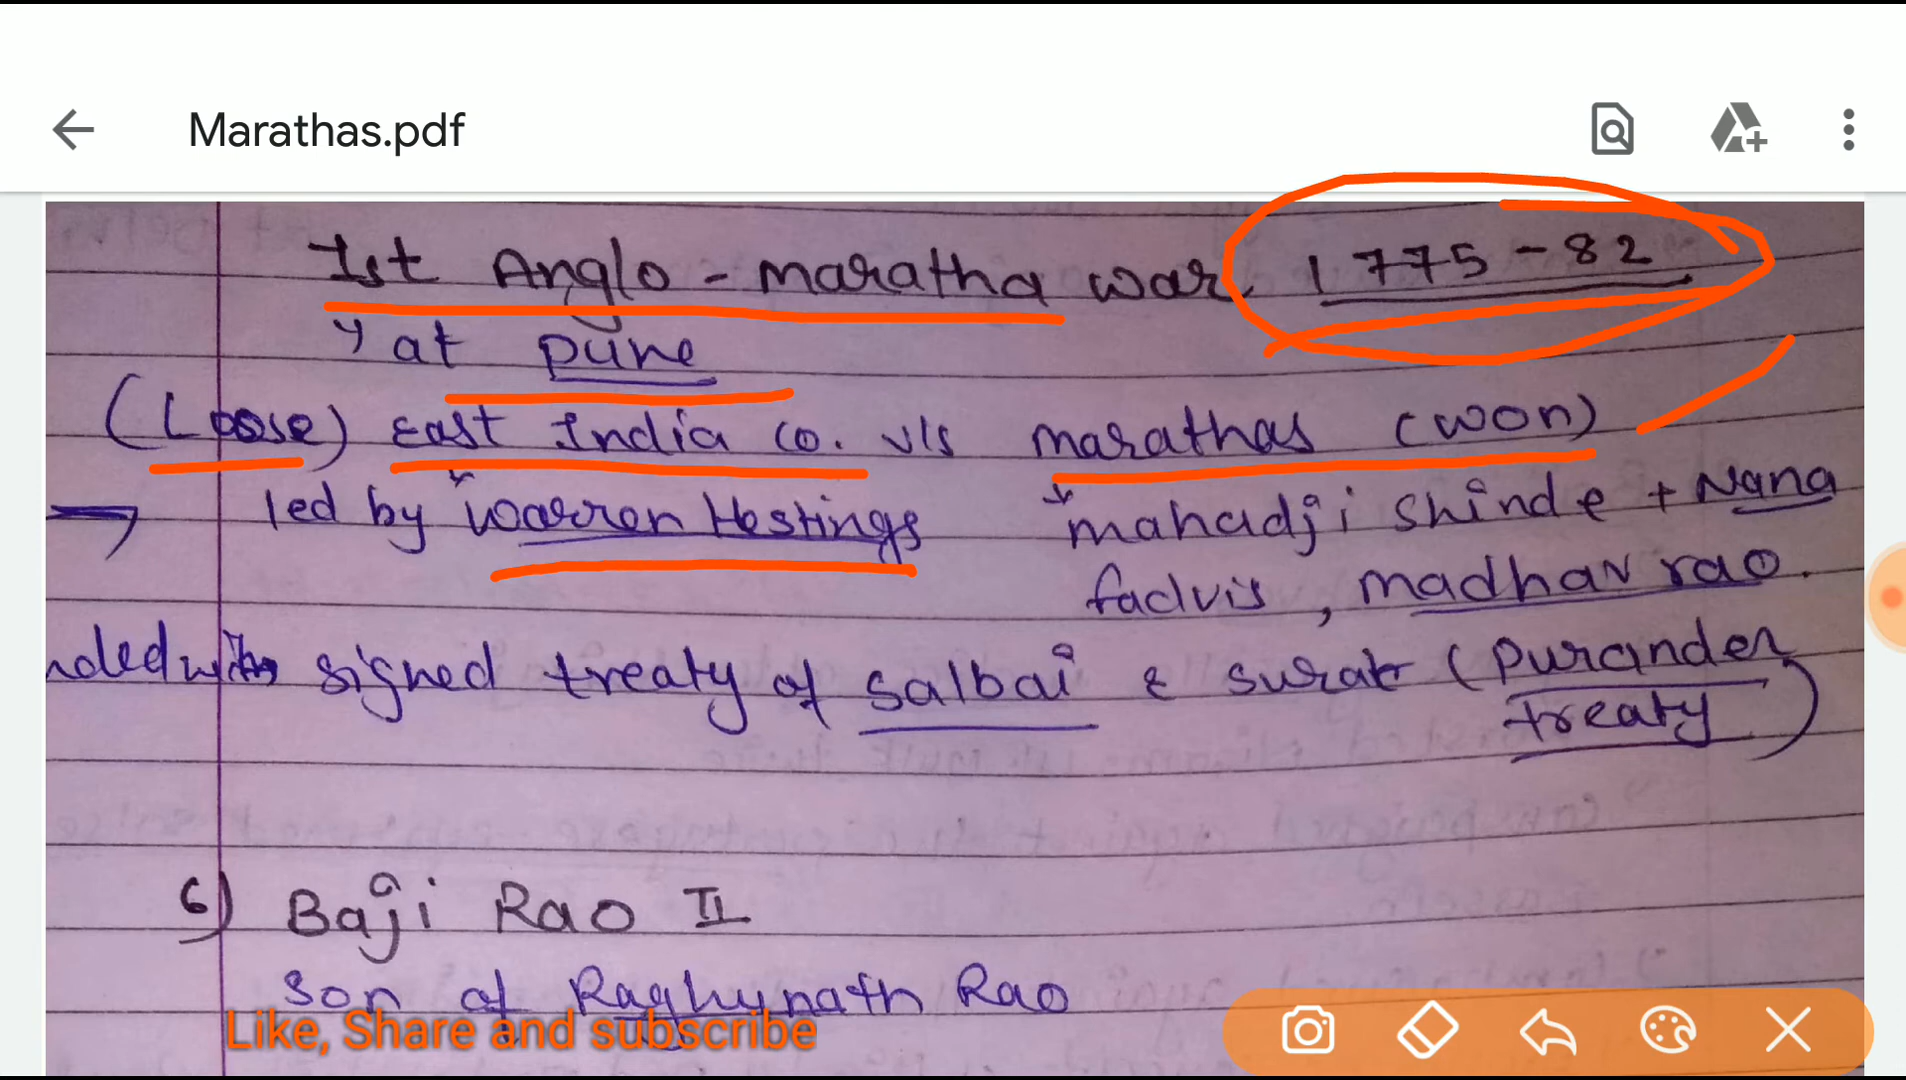 Marathas.pdf
Ist Anglo - maratha war 1775-82
at pune
(Loose) East India co. v/s marathas (won)
led by warren Hestings mahadji shinde + Nana
fadvis, madhav rao.
nded with signed treaty of salbai & surat (Purander
treaty)
6) Baji Rao II
son of Raghunath Rao
Like, Share and subscribe